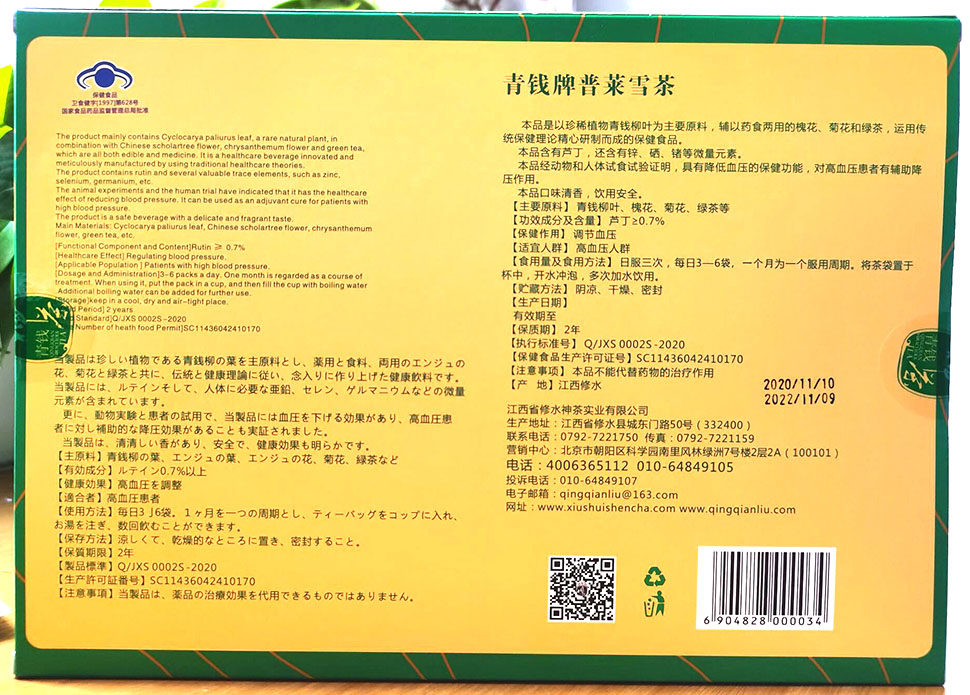 保健食品
卫食健字[1997]第628号
国家食品药品监督管理总局批准
The product mainly contains Cyclocarya paliurus leaf, a rare natural plant, in
combination with Chinese scholartree flower, chrysanthemum flower and green tea,
which are all both edible and medicine. It is a healthcare beverage innovated and
meticulously manufactured by using traditional healthcare theories.
The product contains rutin and several valuable trace elements, such as zinc,
selenium, germanium, etc.
The animal experiments and the human trial have indicated that it has the healthcare
effect of reducing blood pressure. It can be used as an adjuvant cure for patients with
high blood pressure.
The product is a safe beverage with a delicate and fragrant taste.
Main Materials: Cyclocarya paliurus leaf, Chinese scholartree flower, chrysanthemum
flower, green tea, etc.
[Functional Component and Content]Rutin ≥ 0.7%
[Healthcare Effect] Regulating blood pressure.
[Applicable Population] Patients with high blood pressure.
[Dosage and Administration]3-6 packs a day. One month is regarded as a course of
treatment. When using it, put the pack in a cup, and then fill the cup with boiling water
Additional boiling water can be added for further use.
[Storage]keep in a cool, dry and air-tight place.
Period] 2 years
Standard]Q/JXS 0002S-2020
Number of heath food Permit]SC11436042410170
当製品は珍しい植物である青銭柳の葉を主原料とし、薬用と食料、両用のエンジュの
花、菊花と緑茶と共に、伝統と健康理論に従い、念入りに作り上げた健康飲料です。
当製品には、ルテインそして、人体に必要な亜鉛、セレン、ゲルマニウムなどの微量
元素が含まれています。
更に、動物実験と患者の試用で、当製品には血圧を下げる効果があり、高血圧患
者に対し補助的な降圧効果があることも実証されました。
当製品は、清清しい香があり、安全で、健康効果も明らかです。
【主原料】青銭柳の葉、エンジュの葉、エンジュの花、菊花、緑茶など
【有効成分】ルテイン0.7%以上
【健康効果】高血圧を調整
【適合者】高血圧患者
【使用方法】毎日3〜6袋。1ヶ月を一つの周期とし、ティーバッグをコップに入れ、
お湯を注ぎ、数回飲むことができます。
【保存方法】涼しくて、乾燥的なところに置き、密封すること。
【保質期限】2年
【製品標準】Q/JXS 0002S-2020
【生産許可証番号】SC11436042410170
【注意事項】当製品は、薬品の治療効果を代用できるものではありません。
青钱牌普莱雪茶
本品是以珍稀植物青钱柳叶为主要原料，辅以药食两用的槐花、菊花和绿茶，运用传
统保健理论精心研制而成的保健食品。
本品含有芦丁，还含有锌、硒、锗等微量元素。
本品经动物和人体试食试验证明，具有降低血压的保健功能，对高血压患者有辅助降
压作用。
本品口味清香，饮用安全。
【主要原料】青钱柳叶、槐花、菊花、绿茶等
【功效成分及含量】芦丁≥0.7%
【保健作用】调节血压
【适宜人群】高血压人群
【食用量及食用方法】日服三次，每日3—6袋，一个月为一个服用周期。将茶袋置于
杯中，开水冲泡，多次加水饮用。
【贮藏方法】阴凉、干燥、密封
【生产日期】
有效期至
【保质期】2年
【执行标准号】Q/JXS 0002S-2020
【保健食品生产许可证号】SC11436042410170
【注意事项】本品不能代替药物的治疗作用
【产 地】江西修水
2020/11/10
2022/11/09
江西省修水神茶实业有限公司
生产地址：江西省修水县城东门路50号（332400）
联系电话：0792-7221750 传真：0792-7221159
营销中心：北京市朝阳区科学园南里风林绿洲7号楼2层2A（100101）
电话：4006365112 010-64849105
投诉电话：010-64849107
电子邮箱：qingqianliu@163.com
网址：www.xiushuishencha.com www.qingqianliu.com
6904828000034
青钱